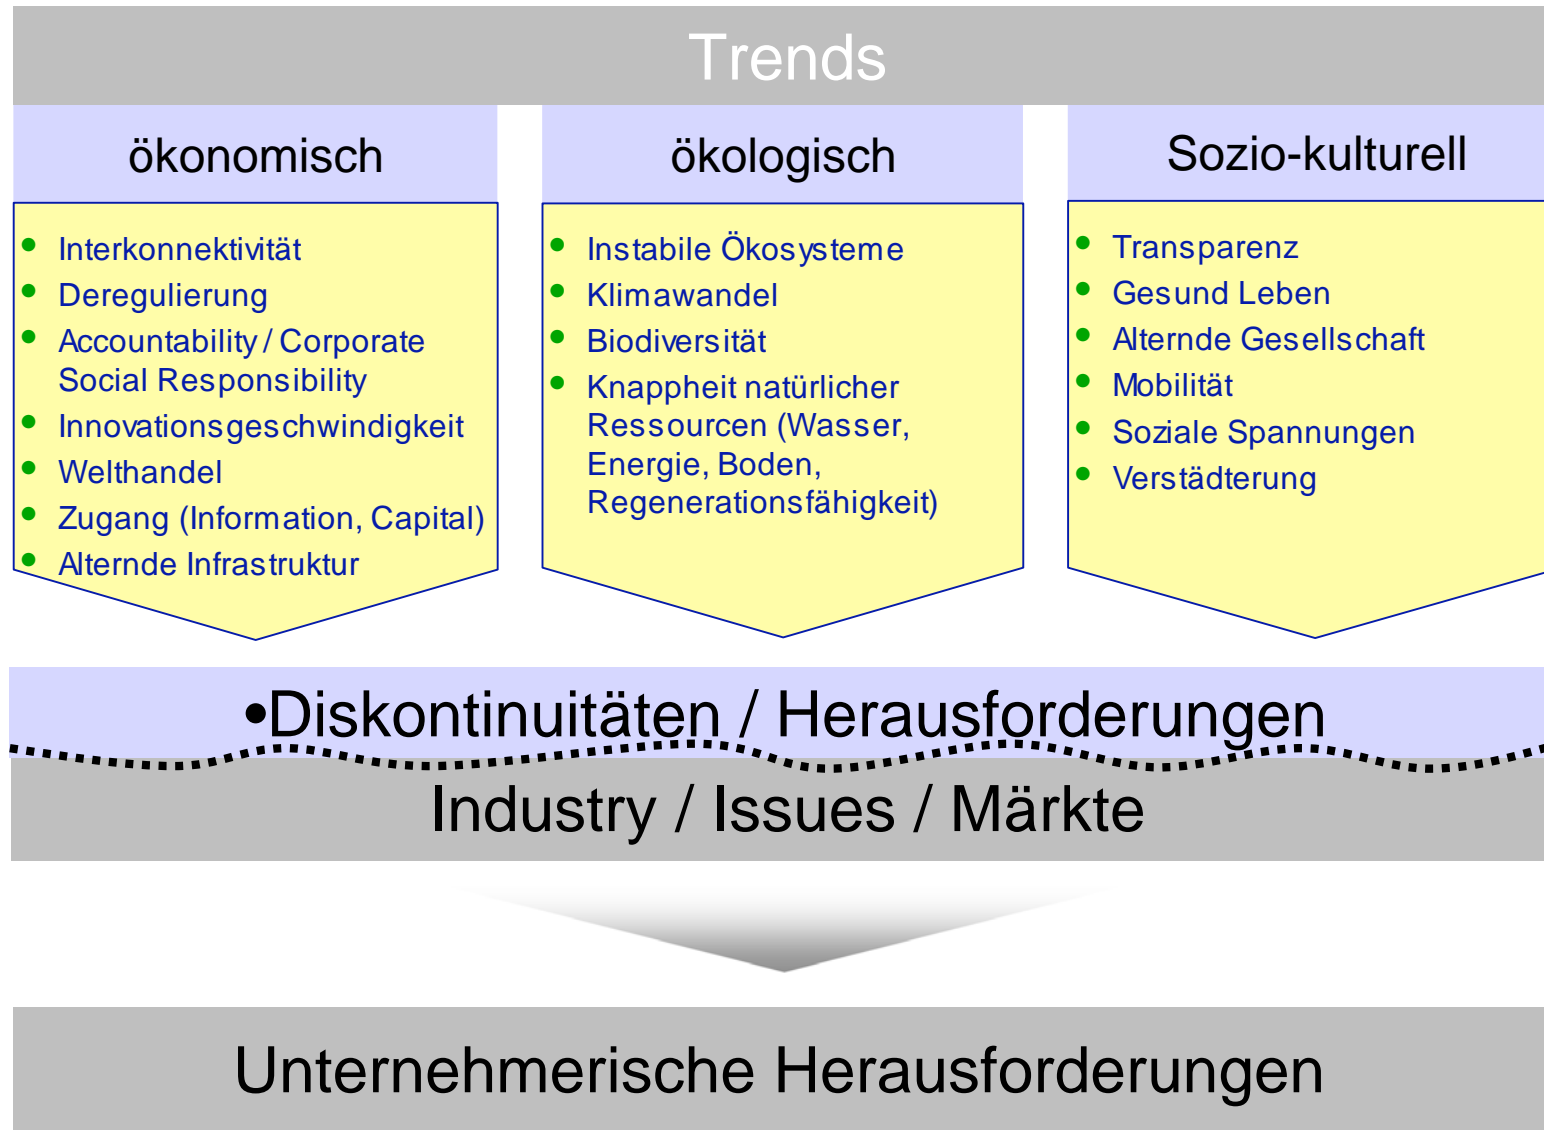 Trends
ökonomisch
• Interkonnektivität
• Deregulierung
• Accountability / Corporate
Social Responsibility
• Innovationsgeschwindigkeit
• Welthandel
• Zugang (Information, Capital)
• Alternde Infrastruktur
ökologisch
• Instabile Ökosysteme
• Klimawandel
• Biodiversität
• Knappheit natürlicher
Ressourcen (Wasser,
Energie, Boden,
Regenerationsfähigkeit)
Sozio-kulturell
• Transparenz
• Gesund Leben
• Alternde Gesellschaft
• Mobilität
• Soziale Spannungen
• Verstädterung
•Diskontinuitäten / Herausforderungen
Industry / Issues / Märkte
Unternehmerische Herausforderungen